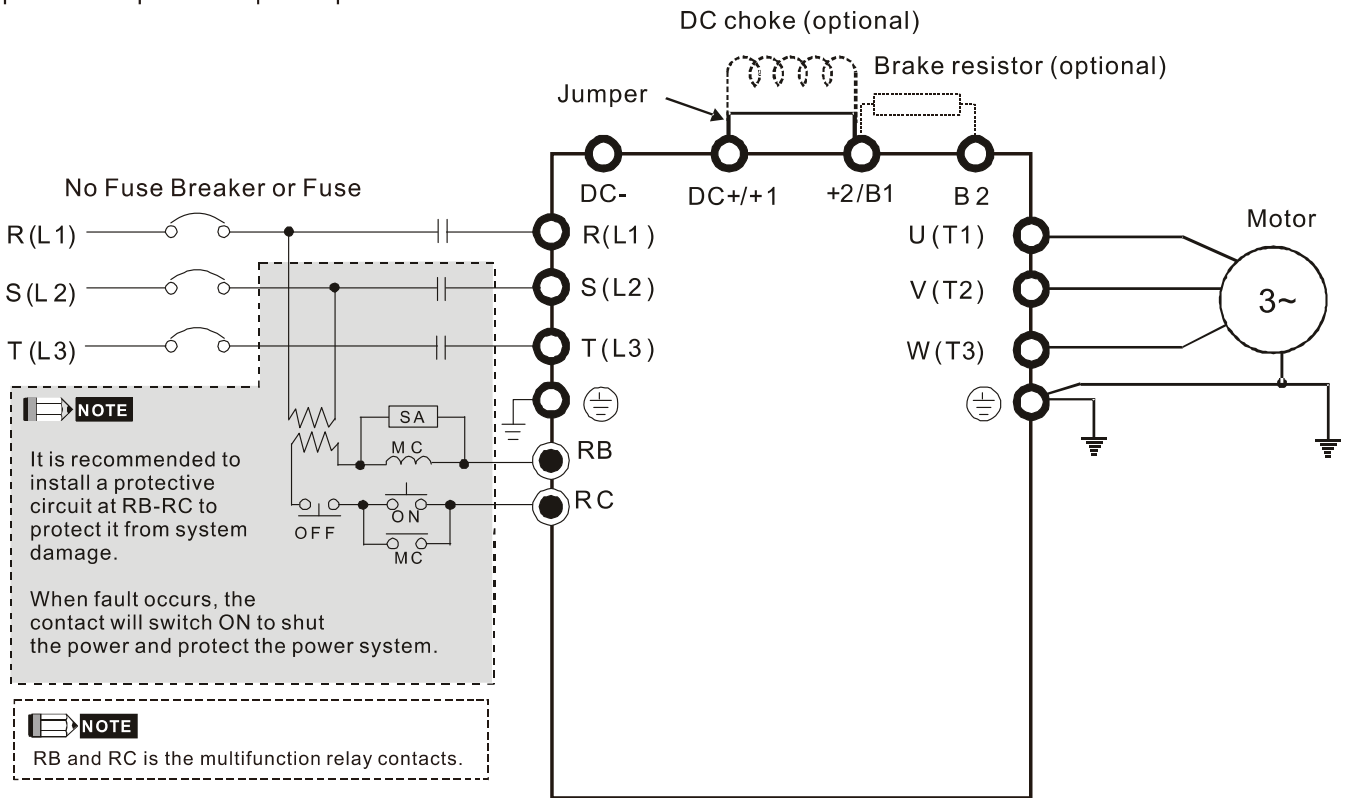 DC choke (optional)
Brake resistor (optional)
Jumper
DC-
DC+/+1
+2/B1
B2
No Fuse Breaker or Fuse
R(L1)
S(L2)
T(L3)
R(L1)
S(L2)
T(L3)
U(T1)
V(T2)
W(T3)
Motor
3~
NOTE
It is recommended to
install a protective
circuit at RB-RC to
protect it from system
damage.
When fault occurs, the
contact will switch ON to shut
the power and protect the power system.
SA
MC
OFF
ON
MC
RB
RC
NOTE
RB and RC is the multifunction relay contacts.